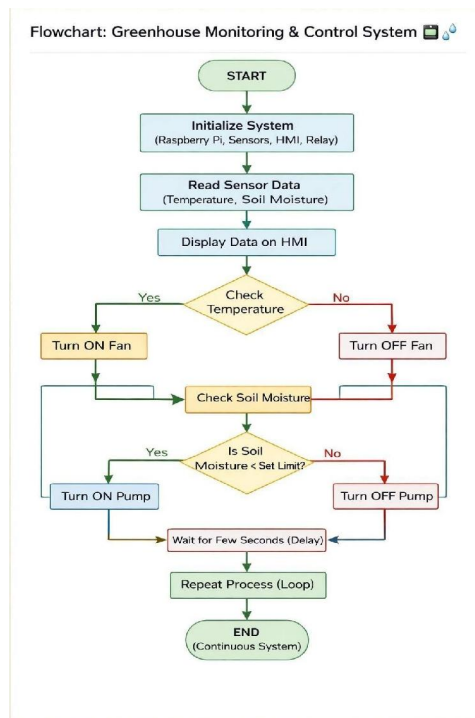 Flowchart: Greenhouse Monitoring & Control System
START
Initialize System
(Raspberry Pi, Sensors, HMI, Relay)
Read Sensor Data
(Temperature, Soil Moisture)
Display Data on HMI
Check
Temperature
Yes
No
Turn ON Fan
Turn OFF Fan
Check Soil Moisture
Is Soil
Moisture < Set Limit?
Yes
No
Turn ON Pump
Turn OFF Pump
Wait for Few Seconds (Delay)
Repeat Process (Loop)
END
(Continuous System)